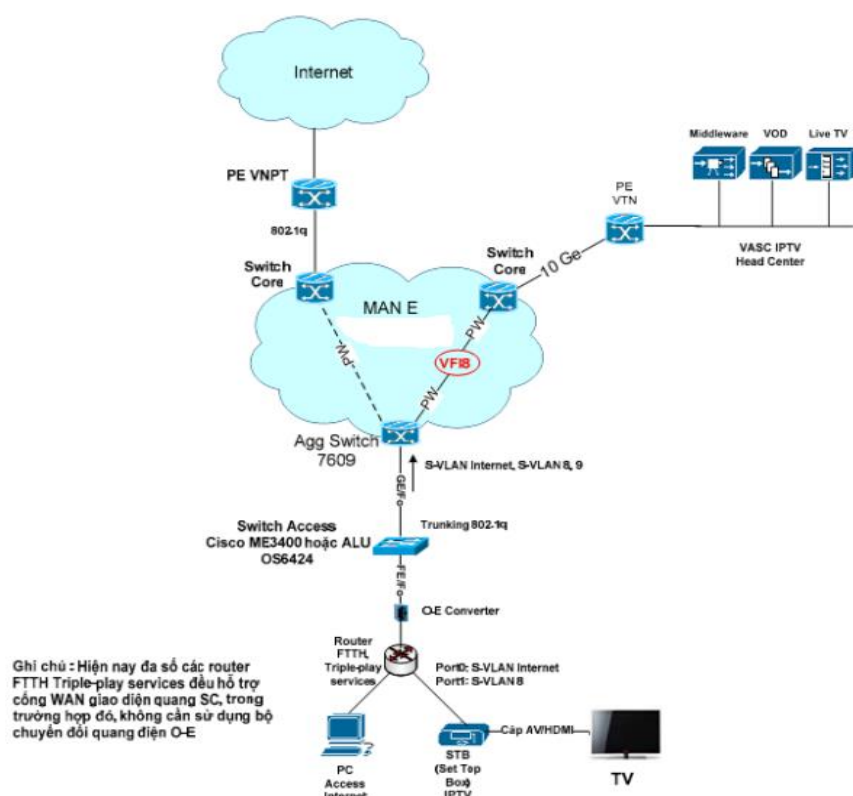 Internet
PE VNPT
802.1q
Switch
Core
Middleware
VOD
Live TV
PE
VTN
VASC IPTV
Head Center
Switch
Core
10 Ge
MAN E
PW
PW
VFI8
PW
Agg Switch
7609
S-VLAN Internet, S-VLAN 8, 9
GE/Fo
Switch Access
Cisco ME3400 hoặc ALU
OS6424
Trunking 802.1q
FE/Fo
O-E Converter
Router
FTTH,
Triple-play
services
Port0: S-VLAN Internet
Port1: S-VLAN 8
Ghi chú : Hiện nay đa số các router
FTTH Triple-play services đều hỗ trợ
cổng WAN giao diện quang SC, trong
trường hợp đó, không cần sử dụng bộ
chuyển đổi quang điện O-E
Cáp AV/HDMI
PC
Access
Internet
STB
(Set Top
Box)
IPTV
TV